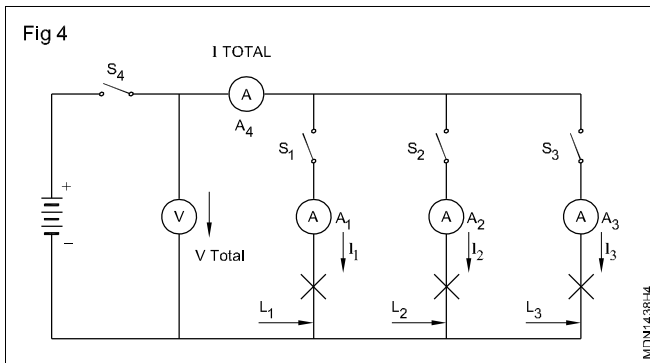 Fig 4
I TOTAL
S4
A
A4
S1
S2
S3
+
–
V
V Total
A
A1
A
A2
A
A3
I1
I2
I3
L1
L2
L3
MDN1438H4